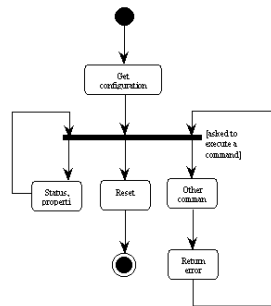 Get
configuration
[asked to
execute a
command]
Status,
properti
Reset
Other
comman
Return
error